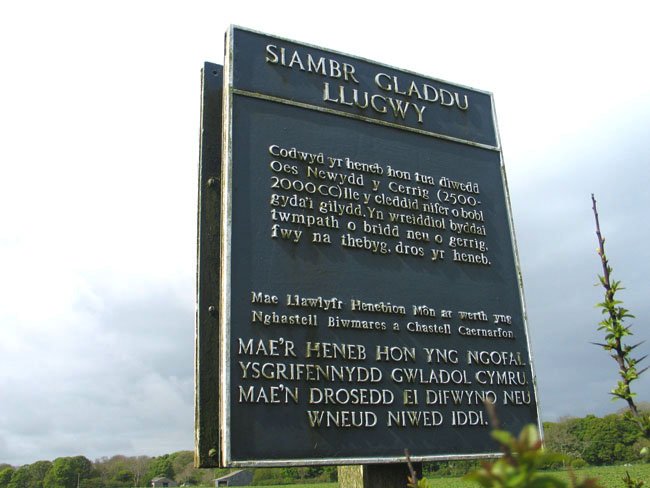 SIAMBR GLADDU
LLUGWY
Codwyd yr heneb hon tua diwedd
Oes Newydd y Cerrig (2500-
2000CC)lle y cleddid nifer o bobl
gyda'i gilydd.Yn wreiddiol byddai
twmpath o bridd neu o gerrig,
fwy na thebyg, dros yr heneb.
Mae Llawlyfr Henebion Môn ar werth yng
Nghastell Biwmares a Chastell Caernarfon.
MAE'R HENEB HON YNG NGOFAL
YSGRIFENNYDD GWLADOL CYMRU.
MAE'N DROSEDD EI DIFWYNO NEU
WNEUD NIWED IDDI.